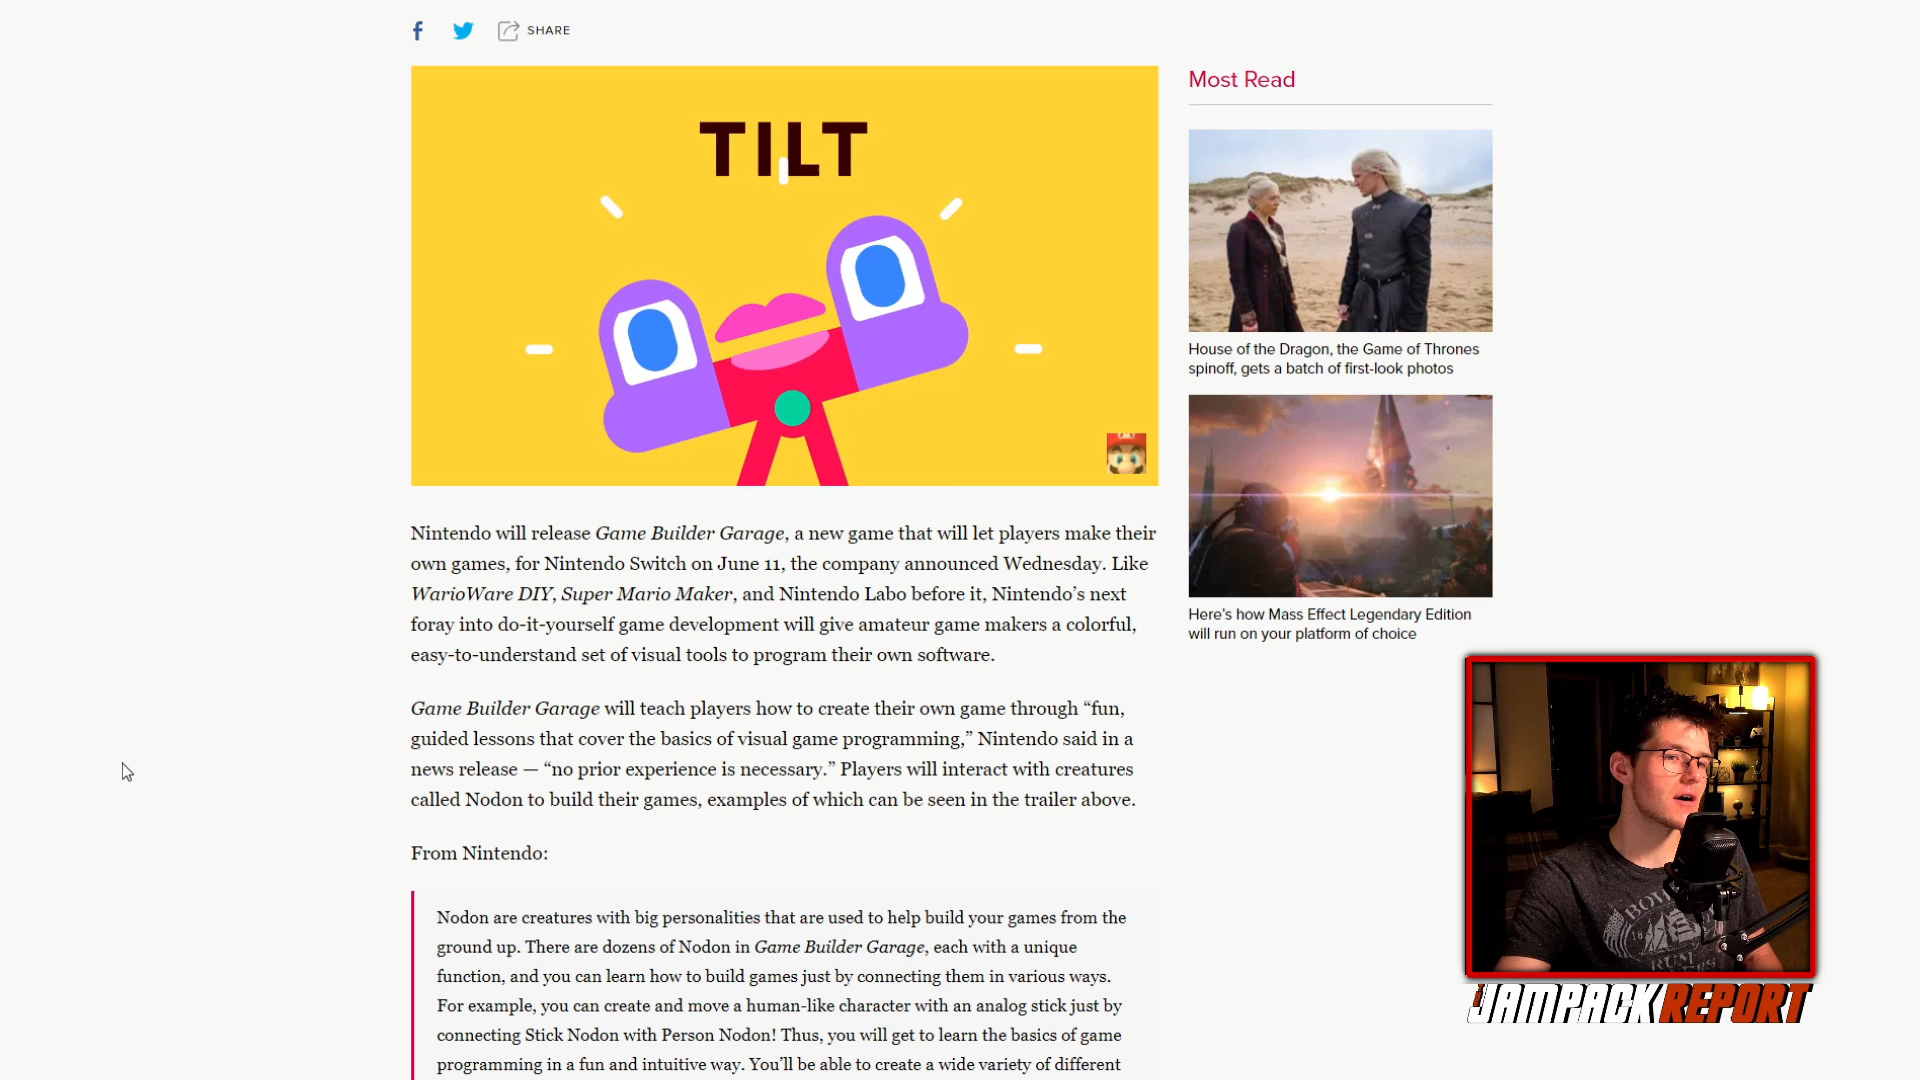 SHARE
TILT
Nintendo will release Game Builder Garage, a new game that will let players make their
own games, for Nintendo Switch on June 11, the company announced Wednesday. Like
WarioWare DIY, Super Mario Maker, and Nintendo Labo before it, Nintendo’s next
foray into do-it-yourself game development will give amateur game makers a colorful,
easy-to-understand set of visual tools to program their own software.
Game Builder Garage will teach players how to create their own game through “fun,
guided lessons that cover the basics of visual game programming,” Nintendo said in a
news release — “no prior experience is necessary.” Players will interact with creatures
called Nodon to build their games, examples of which can be seen in the trailer above.
From Nintendo:
Nodon are creatures with big personalities that are used to help build your games from the
ground up. There are dozens of Nodon in Game Builder Garage, each with a unique
function, and you can learn how to build games just by connecting them in various ways.
For example, you can create and move a human-like character with an analog stick just by
connecting Stick Nodon with Person Nodon! Thus, you will get to learn the basics of game
programming in a fun and intuitive way. You’ll be able to create a wide variety of different
Most Read
House of the Dragon, the Game of Thrones
spinoff, gets a batch of first-look photos
Here’s how Mass Effect Legendary Edition
will run on your platform of choice
JAMPACK REPORT